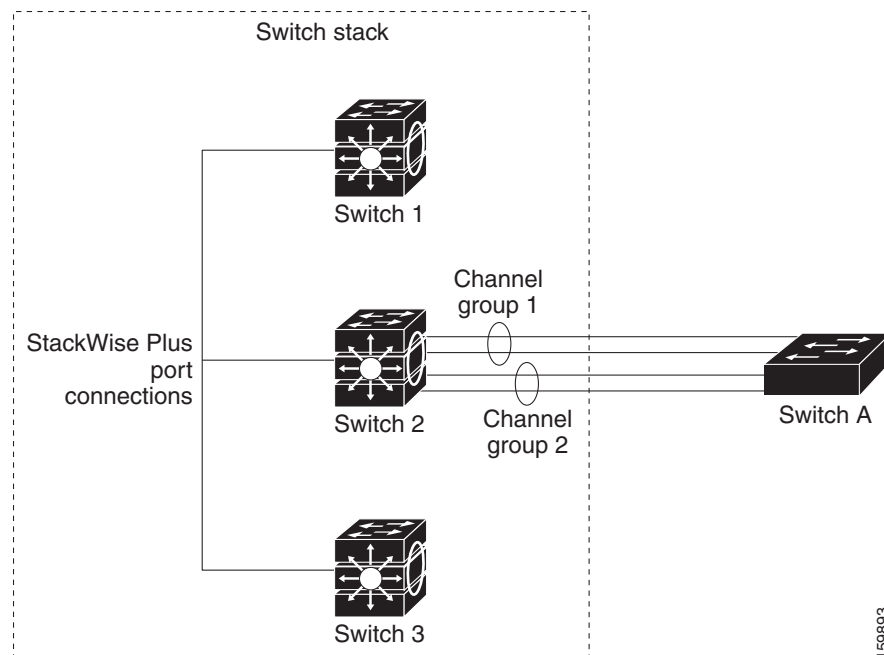 Switch stack
Switch 1
Channel
group 1
StackWise Plus
port
connections
Switch 2
Channel
group 2
Switch A
Switch 3
159893